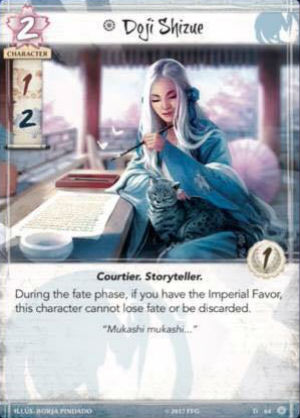 2
Doji Shizue
CHARACTER
1
2
1
Courtier. Storyteller.
During the fate phase, if you have the Imperial Favor,
this character cannot lose fate or be discarded.
"Mukashi mukashi..."
ILLUS. BORJA PINDADO
© 2017 FFG